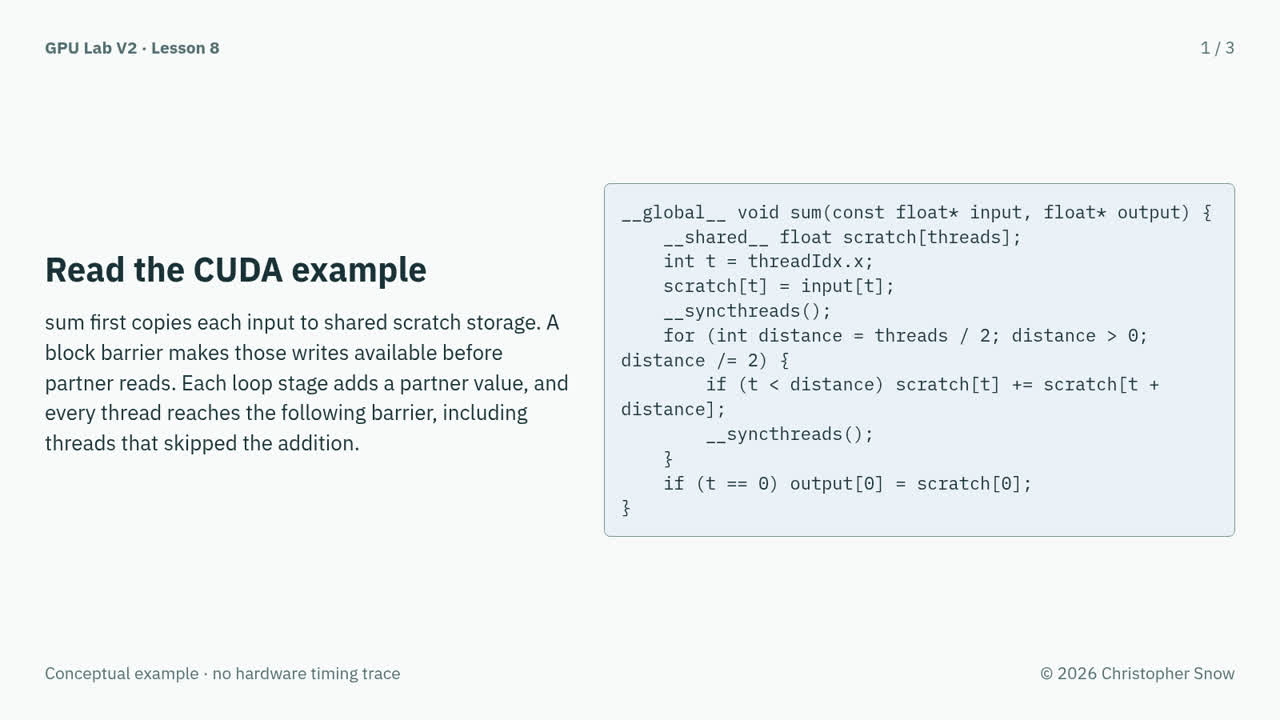 GPU Lab V2 · Lesson 8
1 / 3
Read the CUDA example
sum first copies each input to shared scratch storage. A
block barrier makes those writes available before
partner reads. Each loop stage adds a partner value, and
every thread reaches the following barrier, including
threads that skipped the addition.
__global__ void sum(const float* input, float* output) {
    __shared__ float scratch[threads];
    int t = threadIdx.x;
    scratch[t] = input[t];
    __syncthreads();
    for (int distance = threads / 2; distance > 0;
distance /= 2) {
        if (t < distance) scratch[t] += scratch[t +
distance];
        __syncthreads();
    }
    if (t == 0) output[0] = scratch[0];
}
Conceptual example · no hardware timing trace
© 2026 Christopher Snow